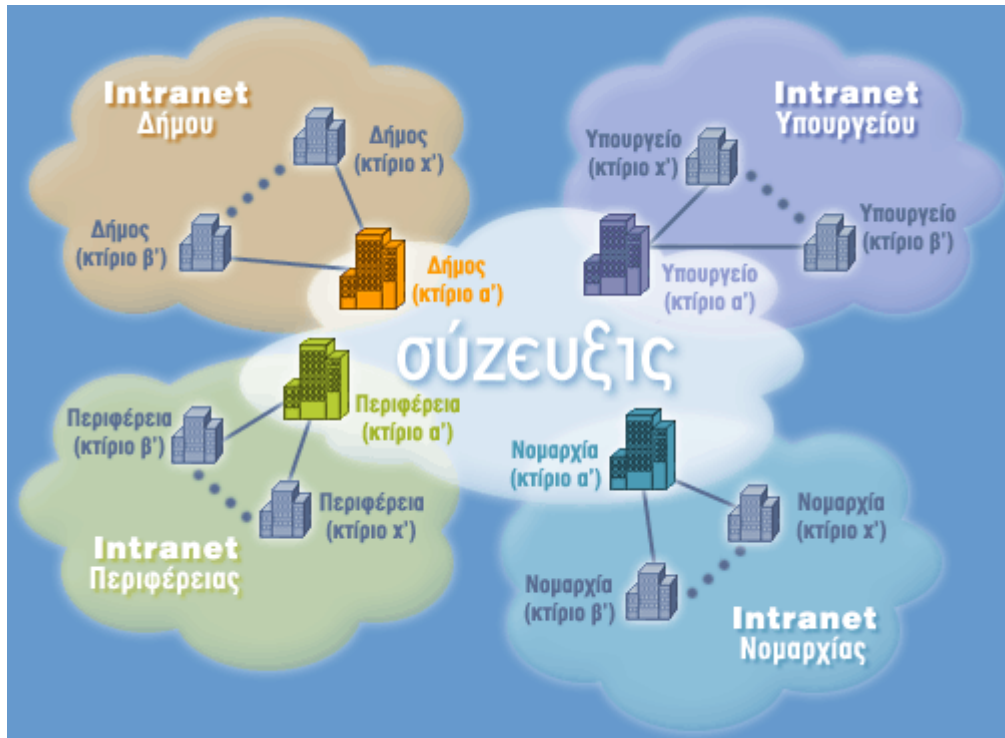 Intranet
Δήμου
Δήμος
(κτίριο χ')
Δήμος
(κτίριο β')
Δήμος
(κτίριο α')
Intranet
Υπουργείου
Υπουργείο
(κτίριο χ')
Υπουργείο
(κτίριο β')
Υπουργείο
(κτίριο α')
σύζευξις
Περιφέρεια
(κτίριο α')
Περιφέρεια
(κτίριο β')
Περιφέρεια
(κτίριο χ')
Intranet
Περιφέρειας
Νομαρχία
(κτίριο α')
Νομαρχία
(κτίριο χ')
Νομαρχία
(κτίριο β')
Intranet
Νομαρχίας